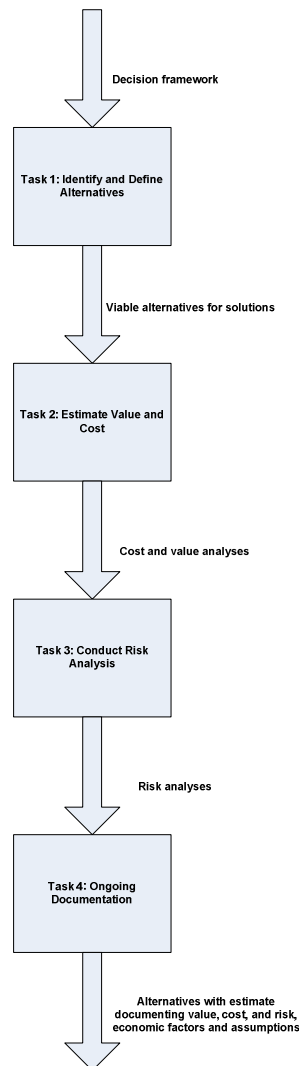 Decision framework
Task 1: Identify and Define
Alternatives
Viable alternatives for solutions
Task 2: Estimate Value and
Cost
Cost and value analyses
Task 3: Conduct Risk
Analysis
Risk analyses
Task 4: Ongoing
Documentation
Alternatives with estimate
documenting value, cost, and risk,
economic factors and assumptions